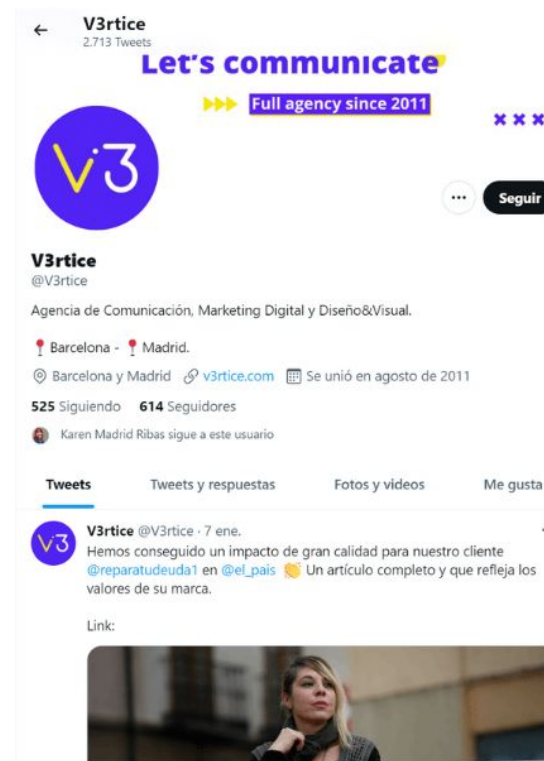 V3rtice
2.713 Tweets
Let's communicate
Full agency since 2011
V3
Seguir
V3rtice
@V3rtice
Agencia de Comunicación, Marketing Digital y Diseño&Visual.
📍 Barcelona - 📍 Madrid.
Barcelona y Madrid v3rtice.com Se unió en agosto de 2011
525 Siguiendo 614 Seguidores
Karen Madrid Ribas sigue a este usuario
Tweets Tweets y respuestas Fotos y videos Me gusta
V3
V3rtice @V3rtice · 7 ene.
Hemos conseguido un impacto de gran calidad para nuestro cliente
@reparatudeuda1 en @el_pais 👏 Un artículo completo y que refleja los
valores de su marca.
Link: